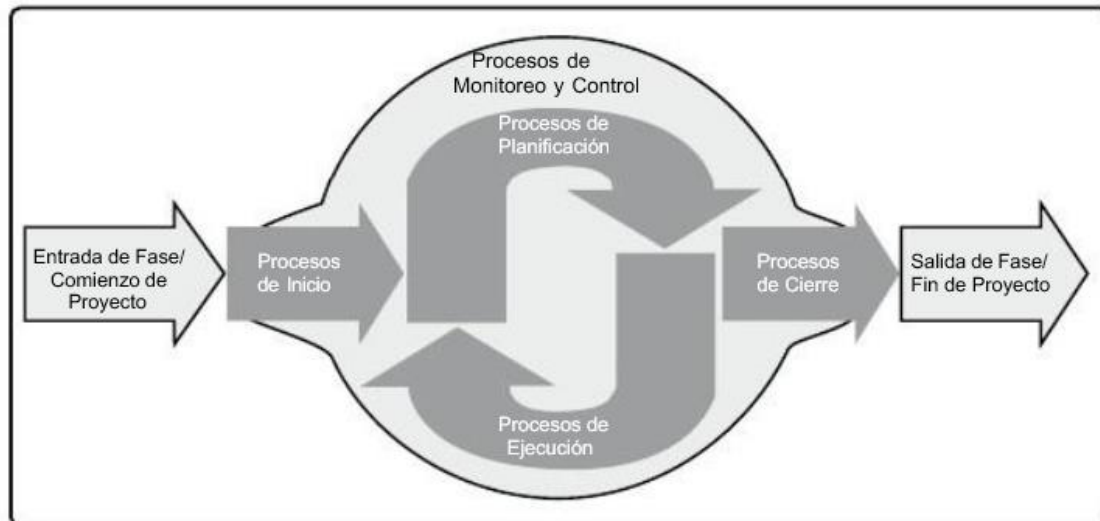 Procesos de
Monitoreo y Control
Procesos de
Planificación
Entrada de Fase/
Comienzo de
Proyecto
Procesos
de Inicio
Procesos
de Cierre
Salida de Fase/
Fin de Proyecto
Procesos de
Ejecución